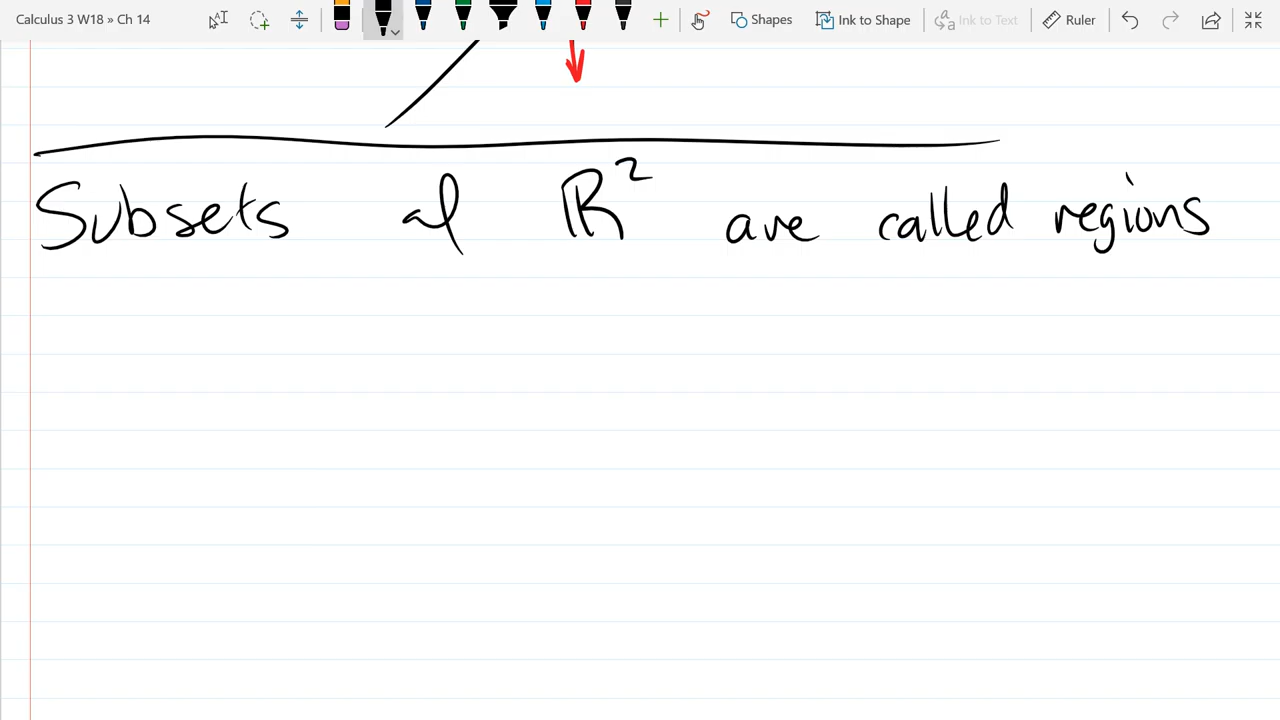 Calculus 3 W18 » Ch 14
Shapes
Ink to Shape
Ink to Text
Ruler
Subsets of ℝ² are called regions